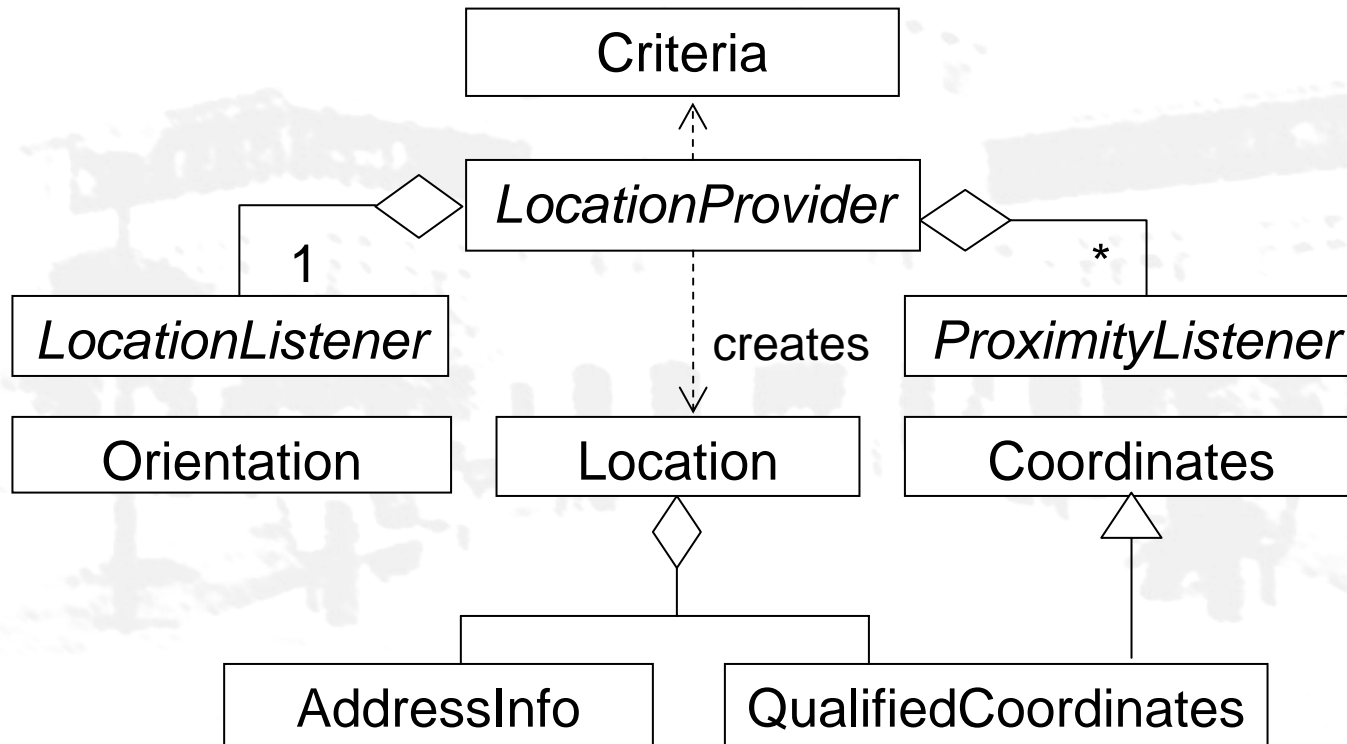 Criteria
LocationProvider
1
*
LocationListener
creates
ProximityListener
Orientation
Location
Coordinates
AddressInfo
QualifiedCoordinates